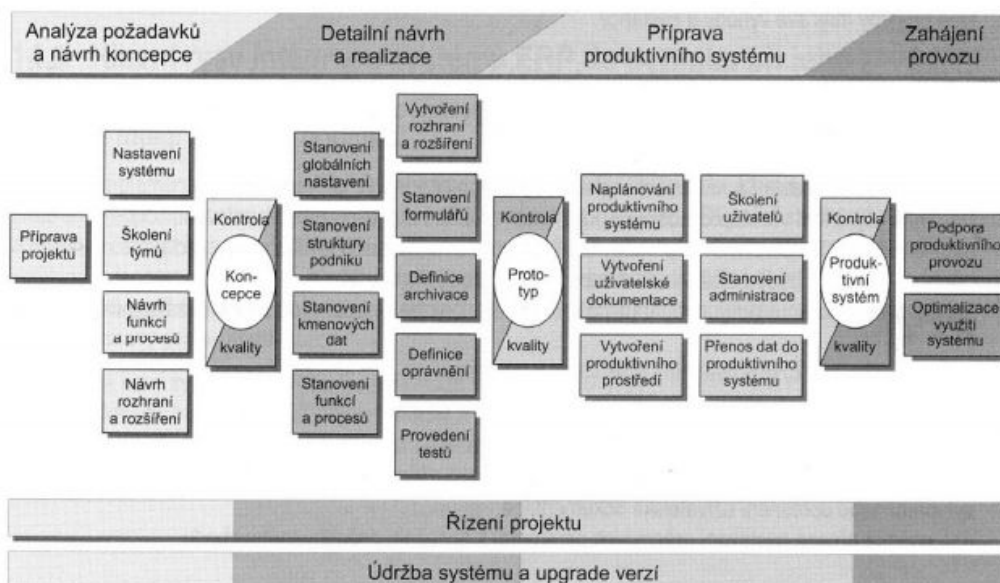 Analýza požadavků
a návrh koncepce
Detailní návrh
a realizace
Příprava
produktivního systému
Zahájení
provozu
Příprava
projektu
Nastavení
systému
Školení
týmů
Návrh
funkcí
a procesů
Návrh
rozhraní
a rozšíření
Kontrola
Kon-
cepce
kvality
Stanovení
globálních
nastavení
Stanovení
struktury
podniku
Stanovení
kmenových
dat
Stanovení
funkcí
a procesů
Vytvoření
rozhraní
a rozšíření
Stanovení
formulářů
Definice
archivace
Definice
oprávnění
Provedení
testů
Kontrola
Proto-
typ
kvality
Naplánování
produktivního
systému
Vytvoření
uživatelské
dokumentace
Vytvoření
produktivního
prostředí
Školení
uživatelů
Stanovení
administrace
Přenos dat do
produktivního
systému
Kontrola
Produk-
tivní
systém
kvality
Podpora
produktivního
provozu
Optimalizace
využití
systemu
Řízení projektu
Údržba systému a upgrade verzí